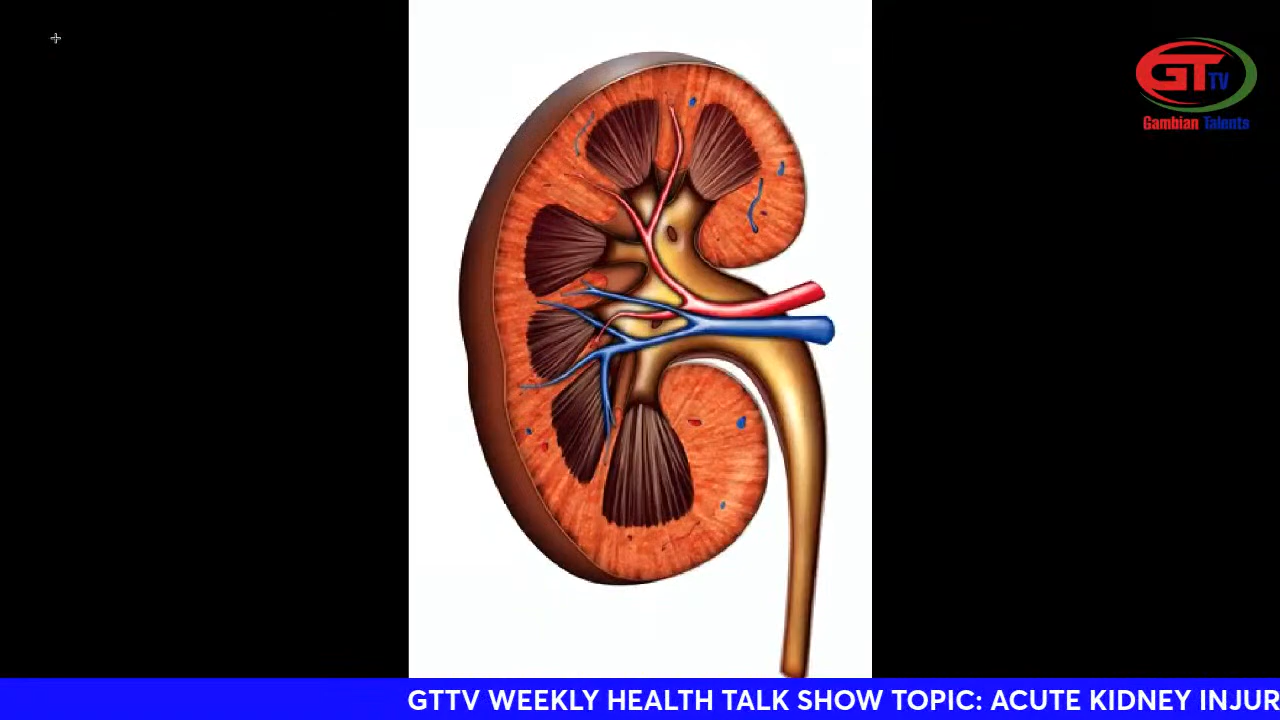 GT TV
Gambian Talents
GTTV WEEKLY HEALTH TALK SHOW TOPIC: ACUTE KIDNEY INJUR